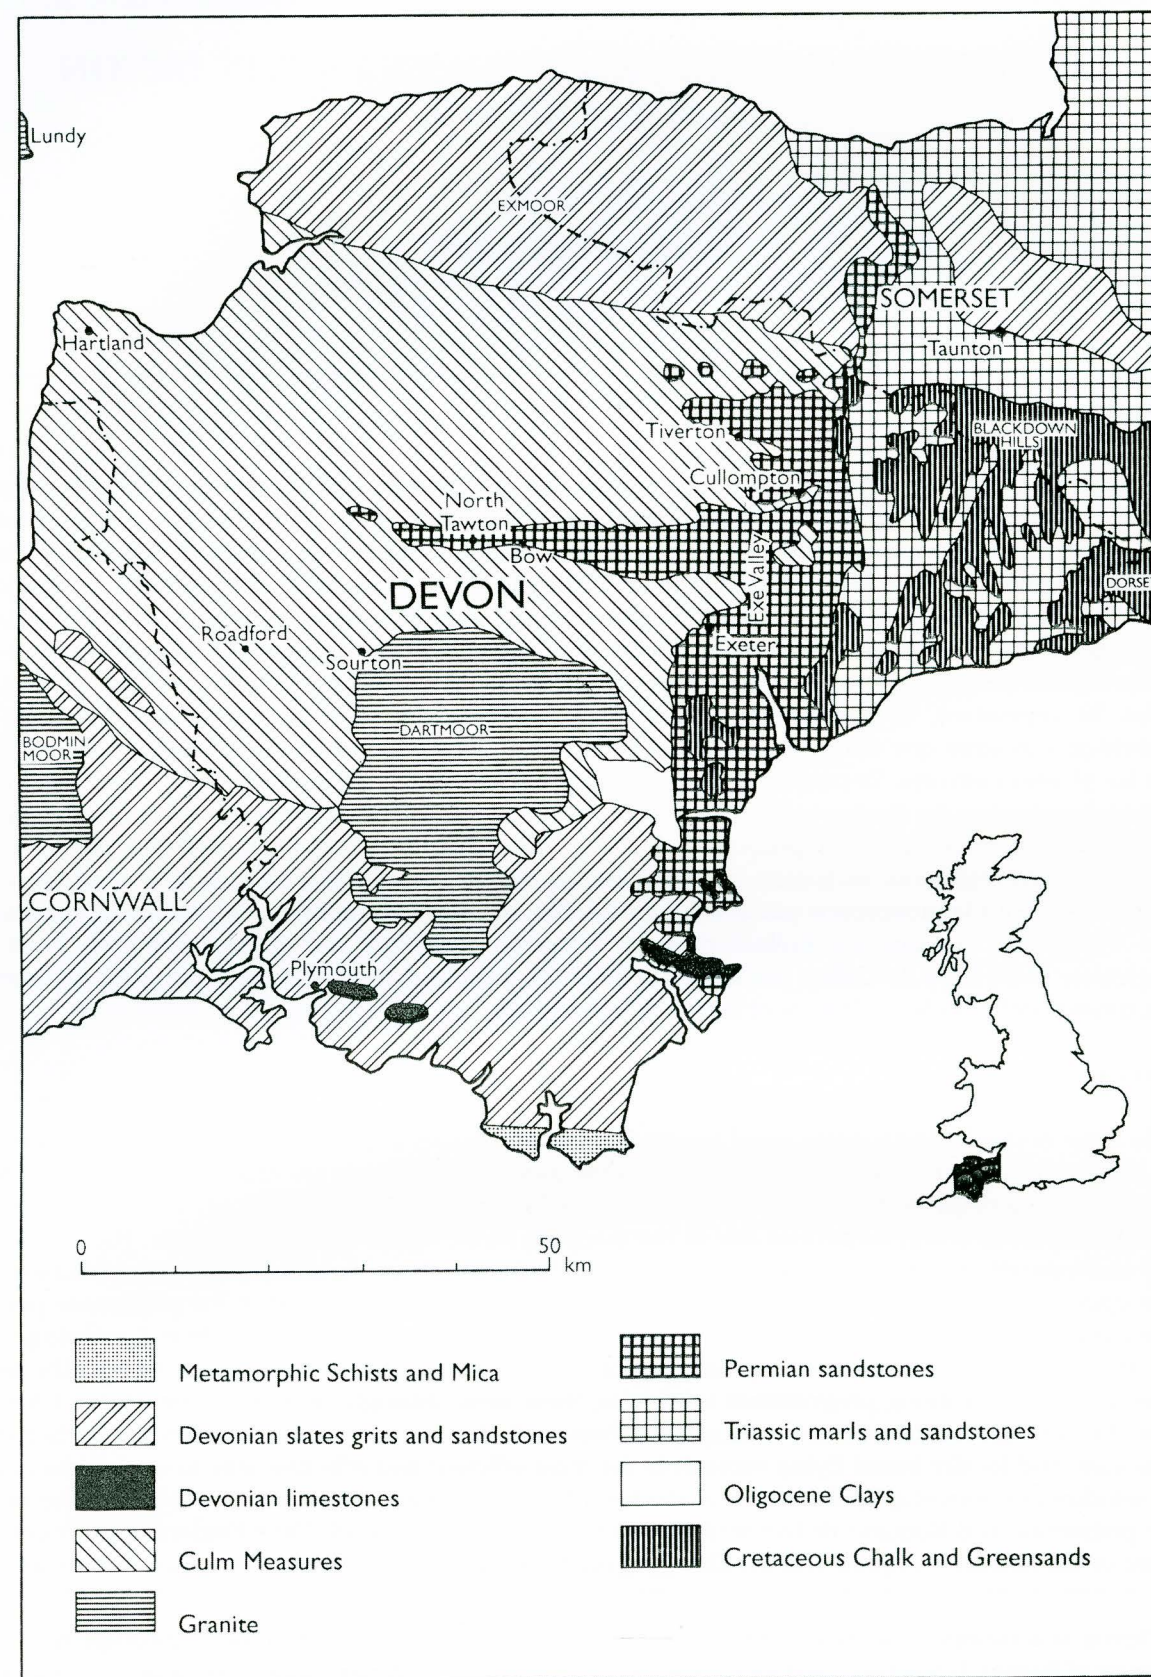 Lundy
EXMOOR
SOMERSET
Hartland
Taunton
Tiverton
BLACKDOWN
HILLS
Cullompton
North
Tawton
Bow
Exe Valley
DORSET
DEVON
Roadford
Exeter
Sourton
DARTMOOR
BODMIN
MOOR
CORNWALL
Plymouth
0
50
km
Metamorphic Schists and Mica
Devonian slates grits and sandstones
Devonian limestones
Culm Measures
Granite
Permian sandstones
Triassic marls and sandstones
Oligocene Clays
Cretaceous Chalk and Greensands